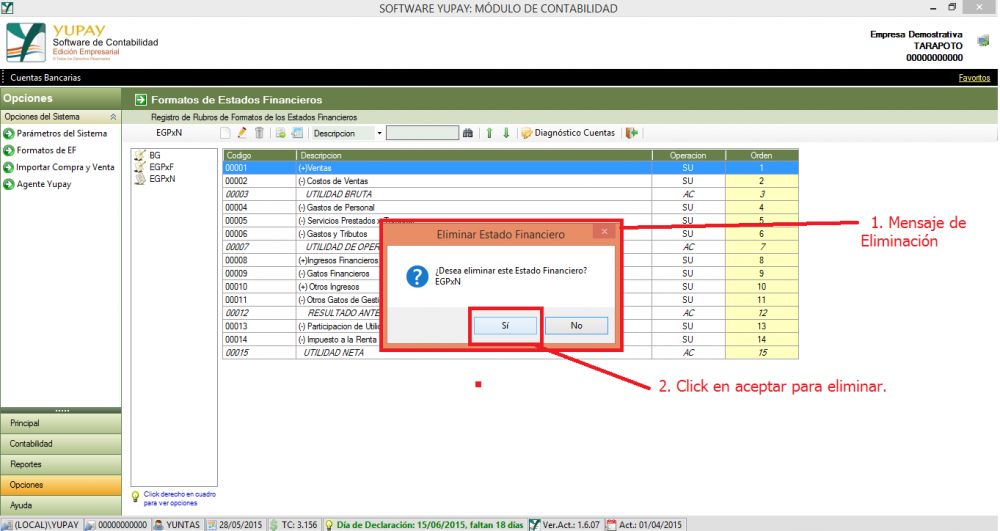 SOFTWARE YUPAY: MÓDULO DE CONTABILIDAD
YUPAY
Software de Contabilidad
Edición Empresarial
Empresa Demostrativa
TARAPOTO
00000000000
Cuentas Bancarias
Favoritos
Opciones
Opciones del Sistema
Parámetros del Sistema
Formatos de EF
Importar Compra y Venta
Agente Yupay
Formatos de Estados Financieros
Registro de Rubros de Formatos de los Estados Financieros
EGPxN
Descripcion
Diagnóstico Cuentas
BG
EGPxF
EGPxN
Codigo Descripcion Operacion Orden
00001 (+)Ventas SU 1
00002 (-) Costos de Ventas SU 2
00003 UTILIDAD BRUTA AC 3
00004 (-) Gastos de Personal SU 4
00005 (-) Servicios Prestados x SU 5
00006 (-) Gastos y Tributos SU 6
00007 UTILIDAD DE OPER AC 7
00008 (+)Ingresos Financieros SU 8
00009 (-) Gatos Financieros SU 9
00010 (+) Otros Ingresos SU 10
00011 (-) Otros Gatos de Gesti SU 11
00012 RESULTADO ANTE AC 12
00013 (-) Participacion de Utilid SU 13
00014 (-) Impuesto a la Renta SU 14
00015 UTILIDAD NETA AC 15
Eliminar Estado Financiero
¿Desea eliminar este Estado Financiero?
EGPxN
Sí
No
1. Mensaje de
Eliminación
2. Click en aceptar para eliminar.
Principal
Contabilidad
Reportes
Opciones
Ayuda
Click derecho en cuadro
para ver opciones
(LOCAL)\YUPAY 00000000000 YUNTAS 28/05/2015 TC: 3.156 Día de Declaración: 15/06/2015, faltan 18 días Ver.Act.: 1.6.07 Act.: 01/04/2015